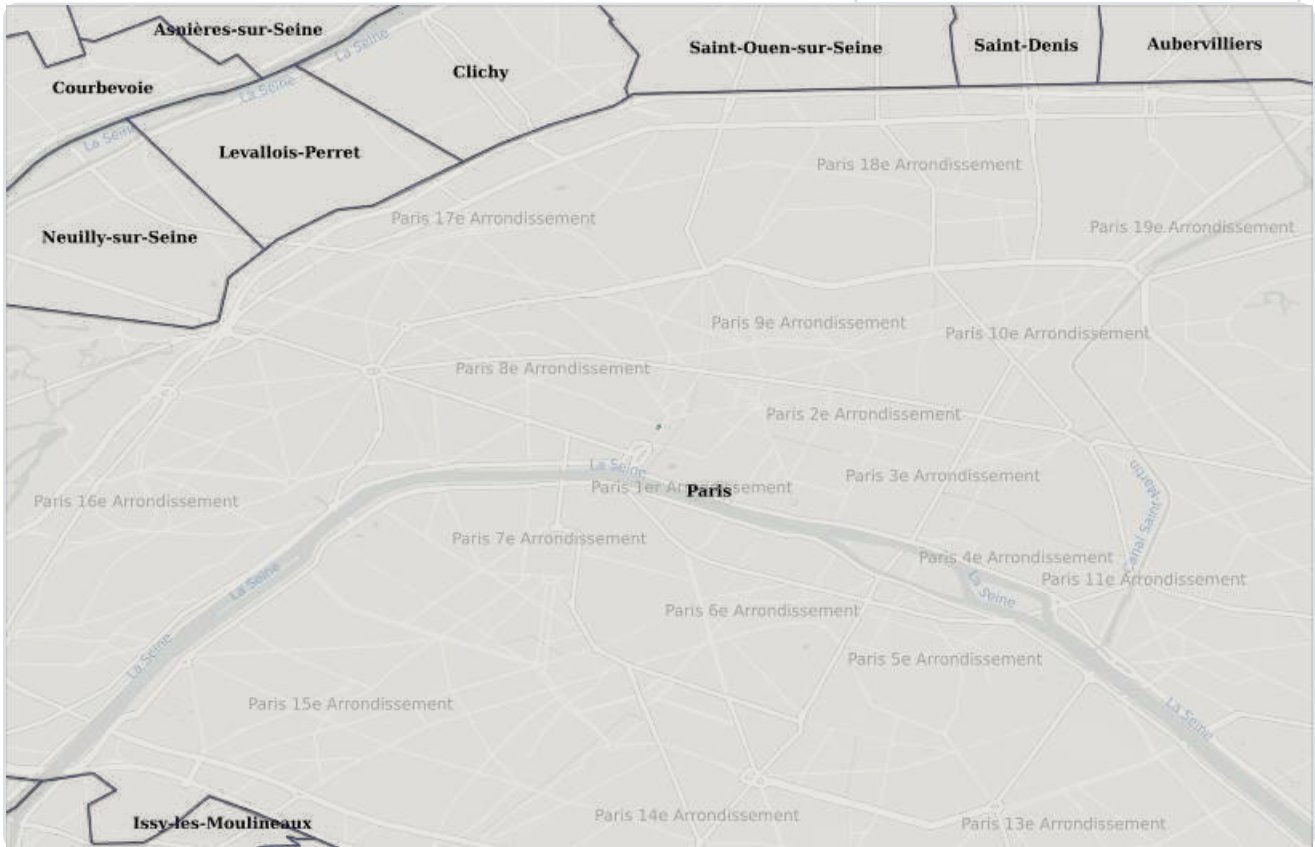 Asnières-sur-Seine
La Seine
Saint-Ouen-sur-Seine
Saint-Denis
Aubervilliers
Clichy
Courbevoie
La Seine
La Seine
Levallois-Perret
Paris 18e Arrondissement
Paris 17e Arrondissement
Paris 19e Arrondissement
Neuilly-sur-Seine
Paris 9e Arrondissement
Paris 10e Arrondissement
Paris 8e Arrondissement
Paris 2e Arrondissement
La Seine
Paris 3e Arrondissement
Paris 1er Arrondissement
Paris
Paris 16e Arrondissement
Canal Saint-Martin
Paris 7e Arrondissement
Paris 4e Arrondissement
La Seine
Paris 11e Arrondissement
La Seine
Paris 6e Arrondissement
La Seine
Paris 5e Arrondissement
Paris 15e Arrondissement
La Seine
Paris 14e Arrondissement
Issy-les-Moulineaux
Paris 13e Arrondissement